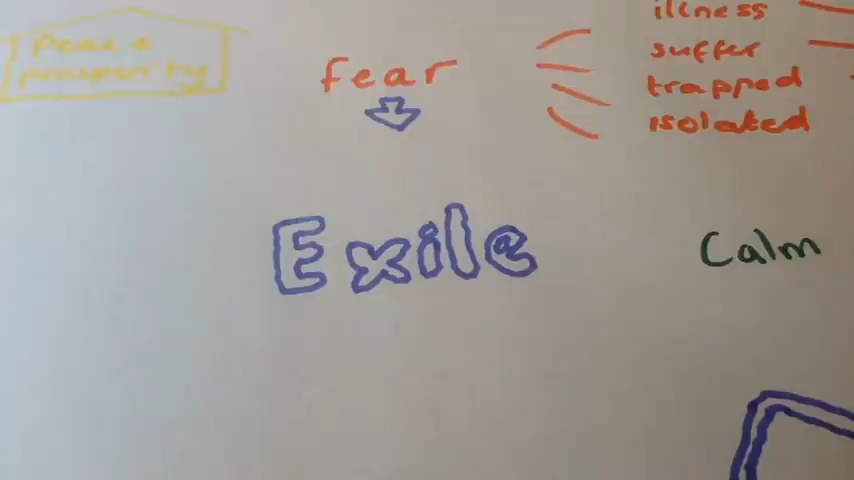 Peace &
prosperity
fear
illness
suffer
trapped
isolated
Exile
Calm